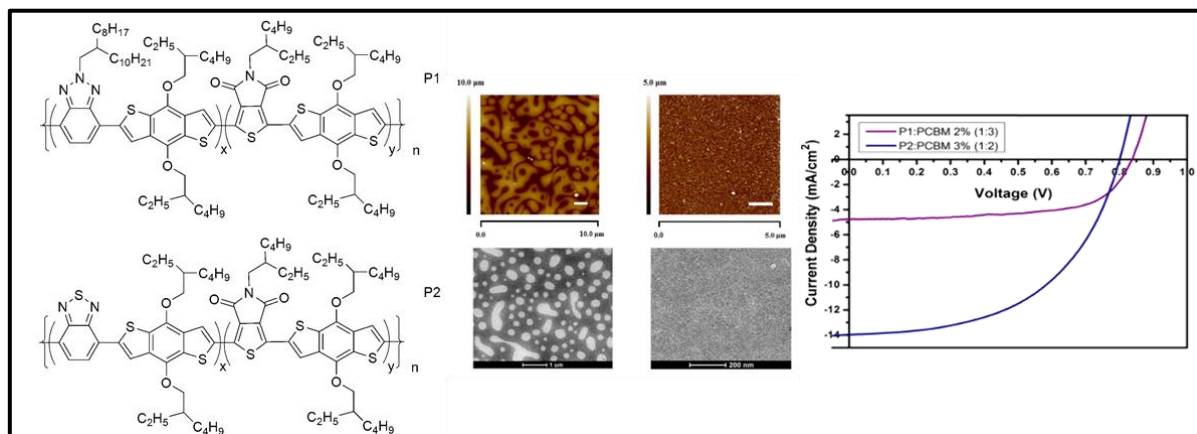 C8H17
C10H21
C2H5
C4H9
C4H9
C2H5
C2H5
C4H9
P1
N
N
N
O
O
N
O
O
S
S
S
S
S
x
y
n
O
O
C2H5
C4H9
C2H5
C4H9
C2H5
C4H9
C4H9
C2H5
C2H5
C4H9
P2
S
N
N
O
O
N
O
O
S
S
S
S
S
x
y
n
O
O
C2H5
C4H9
C2H5
C4H9
10.0 μm
5.0 μm
0.0
10.0 μm
0.0
5.0 μm
1 um
200 nm
P1:PCBM 2% (1:3)
P2:PCBM 3% (1:2)
Current Density (mA/cm2)
2
0
-2
-4
-6
-8
-10
-12
-14
0.0
0.1
0.2
0.3
0.4
0.5
0.6
0.7
0.8
0.9
1
Voltage (V)